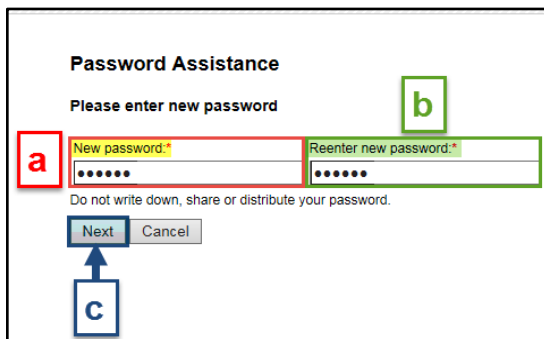 Password Assistance
Please enter new password
b
a
New password:* Reenter new password:*
•••••• ••••••
Do not write down, share or distribute your password.
Next Cancel
c